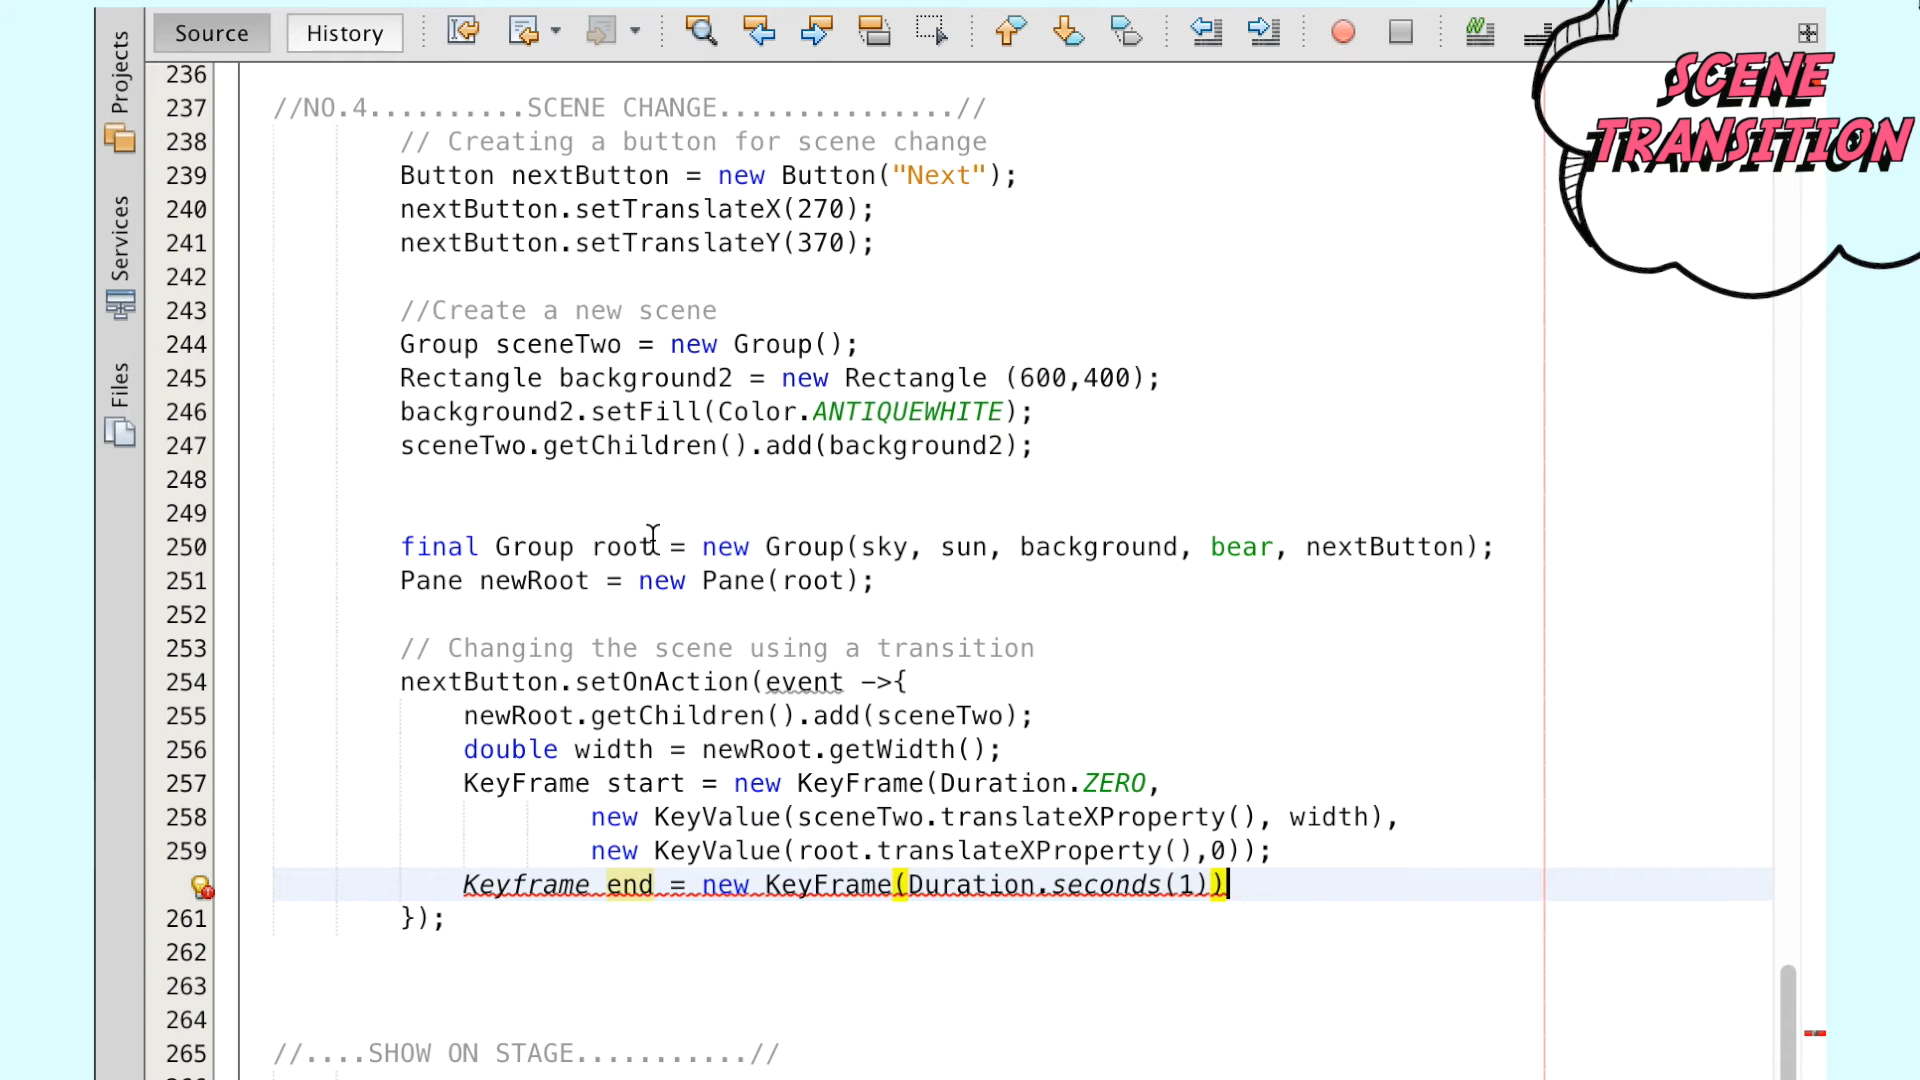 Source History
Projects
Services
Files
SCENE
TRANSITION
236
237 //NO.4..........SCENE CHANGE...............//
238 // Creating a button for scene change
239 Button nextButton = new Button("Next");
240 nextButton.setTranslateX(270);
241 nextButton.setTranslateY(370);
242
243 //Create a new scene
244 Group sceneTwo = new Group();
245 Rectangle background2 = new Rectangle (600,400);
246 background2.setFill(Color.ANTIQUEWHITE);
247 sceneTwo.getChildren().add(background2);
248
249
250 final Group root = new Group(sky, sun, background, bear, nextButton);
251 Pane newRoot = new Pane(root);
252
253 // Changing the scene using a transition
254 nextButton.setOnAction(event ->{
255 newRoot.getChildren().add(sceneTwo);
256 double width = newRoot.getWidth();
257 KeyFrame start = new KeyFrame(Duration.ZERO,
258 new KeyValue(sceneTwo.translateXProperty(), width),
259 new KeyValue(root.translateXProperty(),0));
Keyframe end = new KeyFrame(Duration.seconds(1))
261 });
262
263
264
265 //....SHOW ON STAGE...........//